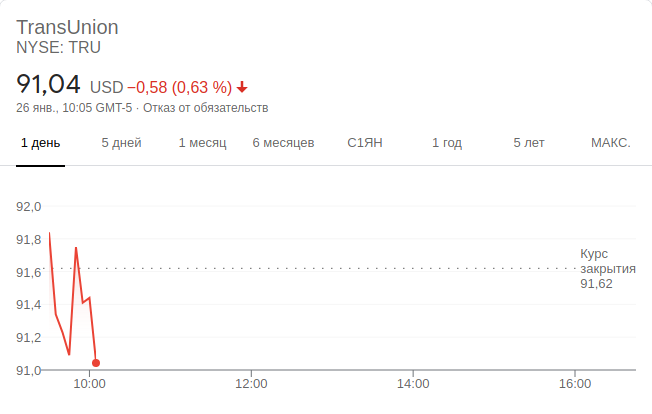 TransUnion
NYSE: TRU
91,04 USD −0,58 (0,63 %)
26 янв., 10:05 GMT-5 · Отказ от обязательств
1 день 5 дней 1 месяц 6 месяцев С1ЯН 1 год 5 лет МАКС.
92,0
91,8
91,6
91,4
91,2
91,0
Курс
закрытия
91,62
10:00 12:00 14:00 16:00